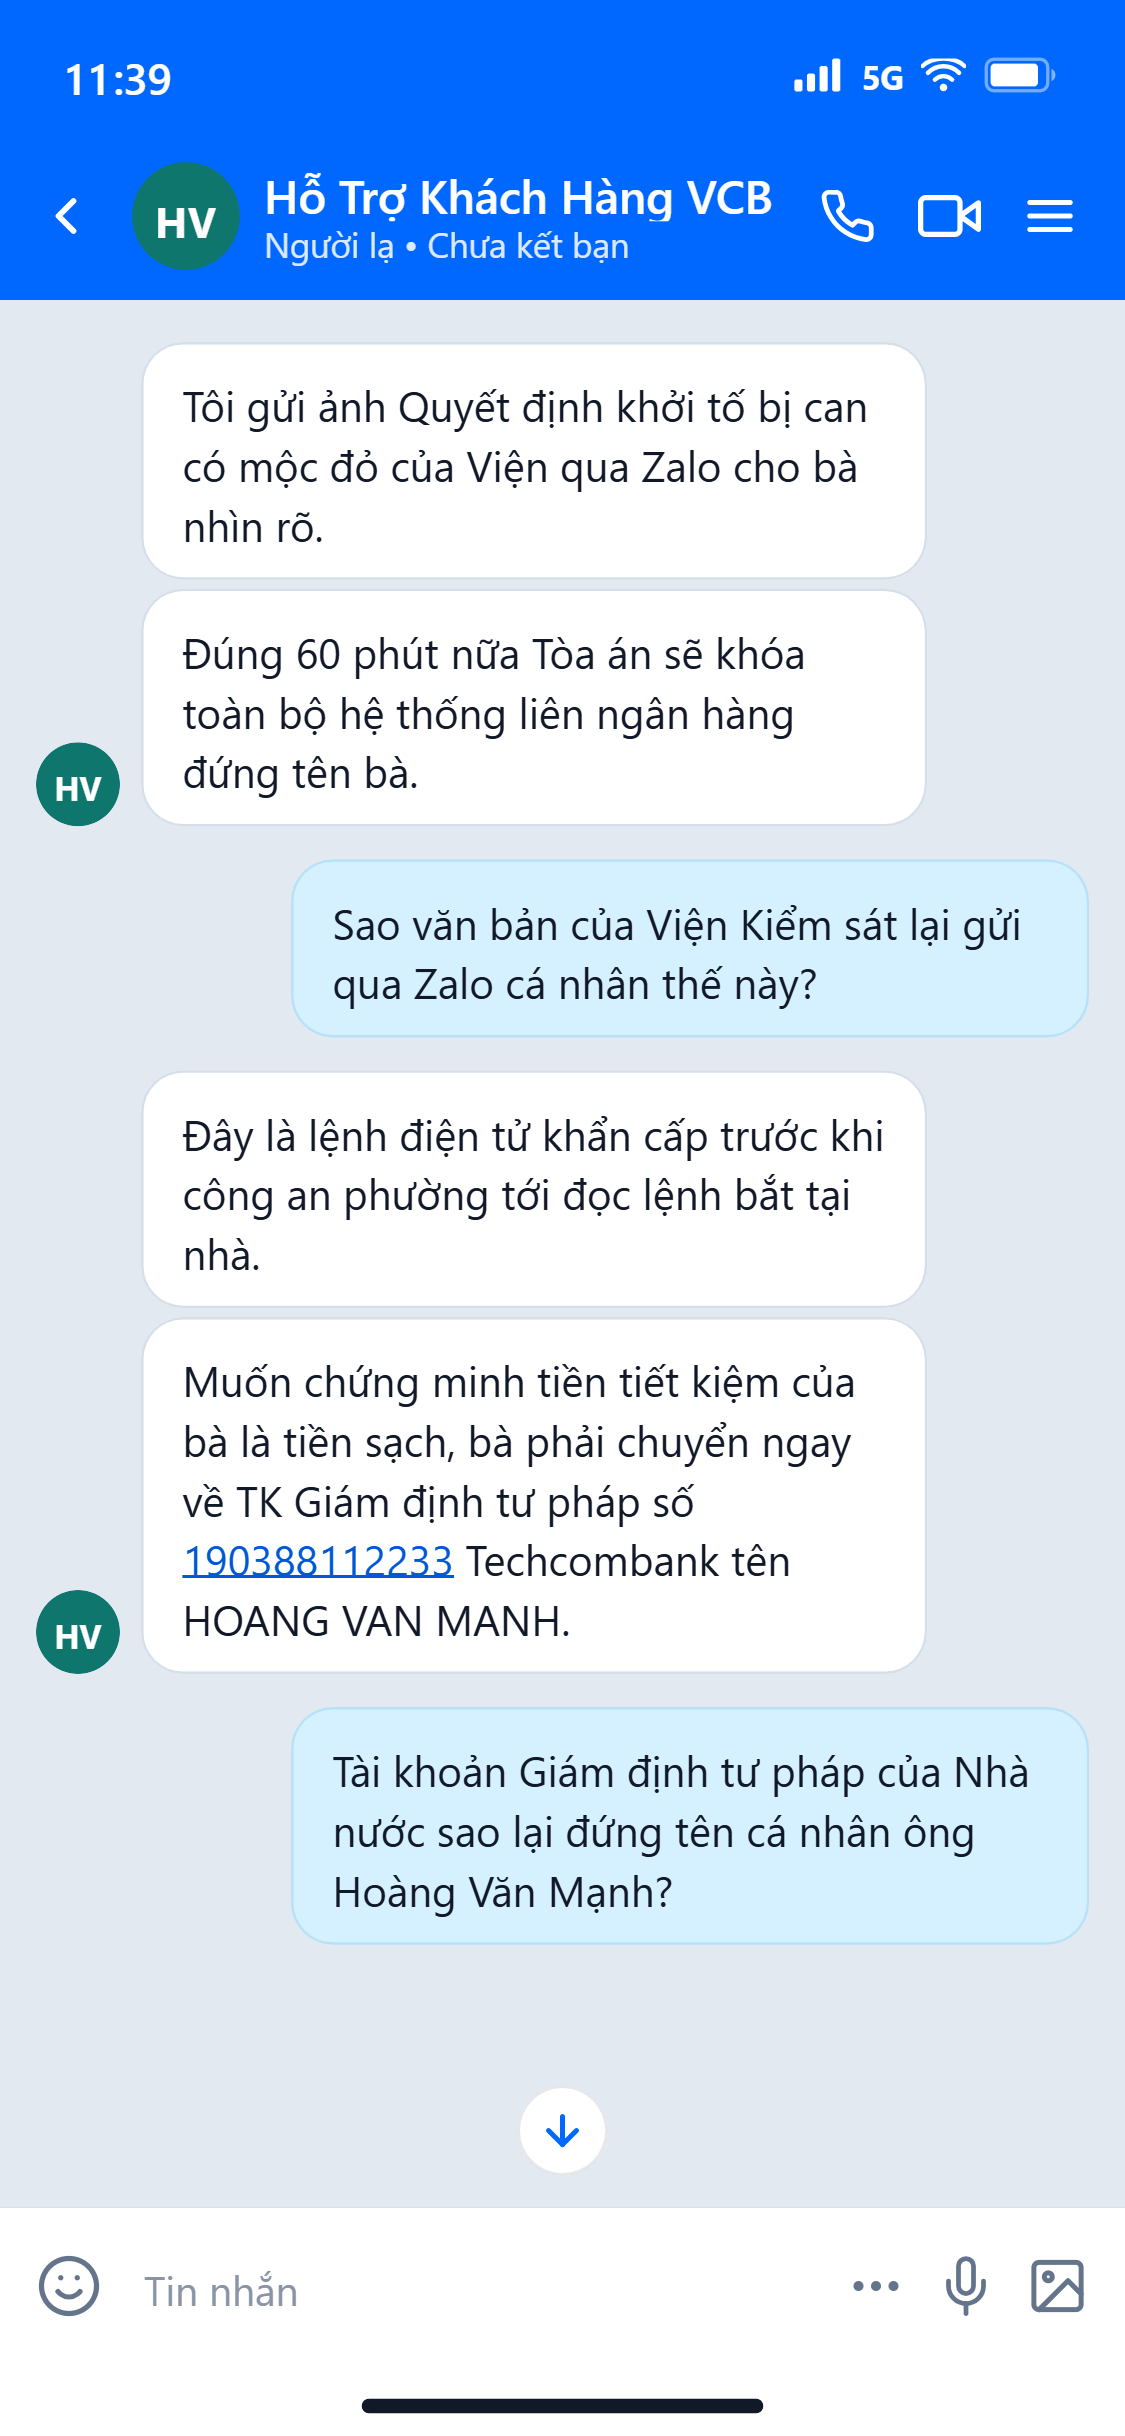 11:39
5G
HV
Hỗ Trợ Khách Hàng VCB
Người lạ • Chưa kết bạn
Tôi gửi ảnh Quyết định khởi tố bị can
có mộc đỏ của Viện qua Zalo cho bà
nhìn rõ.
Đúng 60 phút nữa Tòa án sẽ khóa
toàn bộ hệ thống liên ngân hàng
đứng tên bà.
HV
Sao văn bản của Viện Kiểm sát lại gửi
qua Zalo cá nhân thế này?
Đây là lệnh điện tử khẩn cấp trước khi
công an phường tới đọc lệnh bắt tại
nhà.
Muốn chứng minh tiền tiết kiệm của
bà là tiền sạch, bà phải chuyển ngay
về TK Giám định tư pháp số
190388112233 Techcombank tên
HOANG VAN MANH.
HV
Tài khoản Giám định tư pháp của Nhà
nước sao lại đứng tên cá nhân ông
Hoàng Văn Mạnh?
Tin nhắn